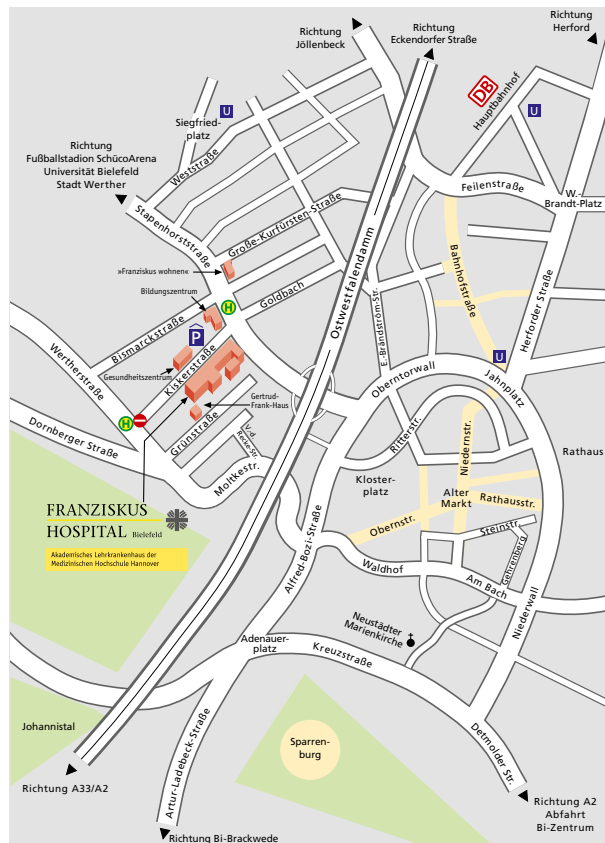 Richtung
Jöllenbeck
Richtung
Eckendorfer Straße
Richtung
Herford
DB
Hauptbahnhof
U
U
Siegfried-
platz
Weststraße
Richtung
Fußballstadion SchücoArena
Universität Bielefeld
Stadt Werther
Stapenhorststraße
Große-Kurfürsten-Straße
Feilenstraße
W.-
Brandt-Platz
»Franziskus wohnen«
Bildungszentrum
H
Goldbach
Ostwestfalendamm
Bahnhofstraße
Herforder Straße
E.-Brändström-Str.
Bismarckstraße
P
Gesundheitszentrum
Kiskerstraße
Wertherstraße
Gertrud-
Frank-Haus
Oberntorwall
U
Jahnplatz
H
Grünstraße
V.-d.
Recke-Str.
Dornberger Straße
Moltkestr.
Ritterstr.
Niedernstr.
Rathaus
Kloster-
platz
Alter
Markt
Rathausstr.
FRANZISKUS
HOSPITAL Bielefeld
Akademisches Lehrkrankenhaus der
Medizinischen Hochschule Hannover
Obernstr.
Steinstr.
Gehrenberg
Alfred-Bozi-Straße
Waldhof
Am Bach
Niederwall
Neustädter
Marienkirche
Adenauer-
platz
Kreuzstraße
Johannistal
Sparren-
burg
Detmolder Str.
Artur-Ladebeck-Straße
Richtung A33/A2
Richtung A2
Abfahrt
Bi-Zentrum
Richtung Bi-Brackwede